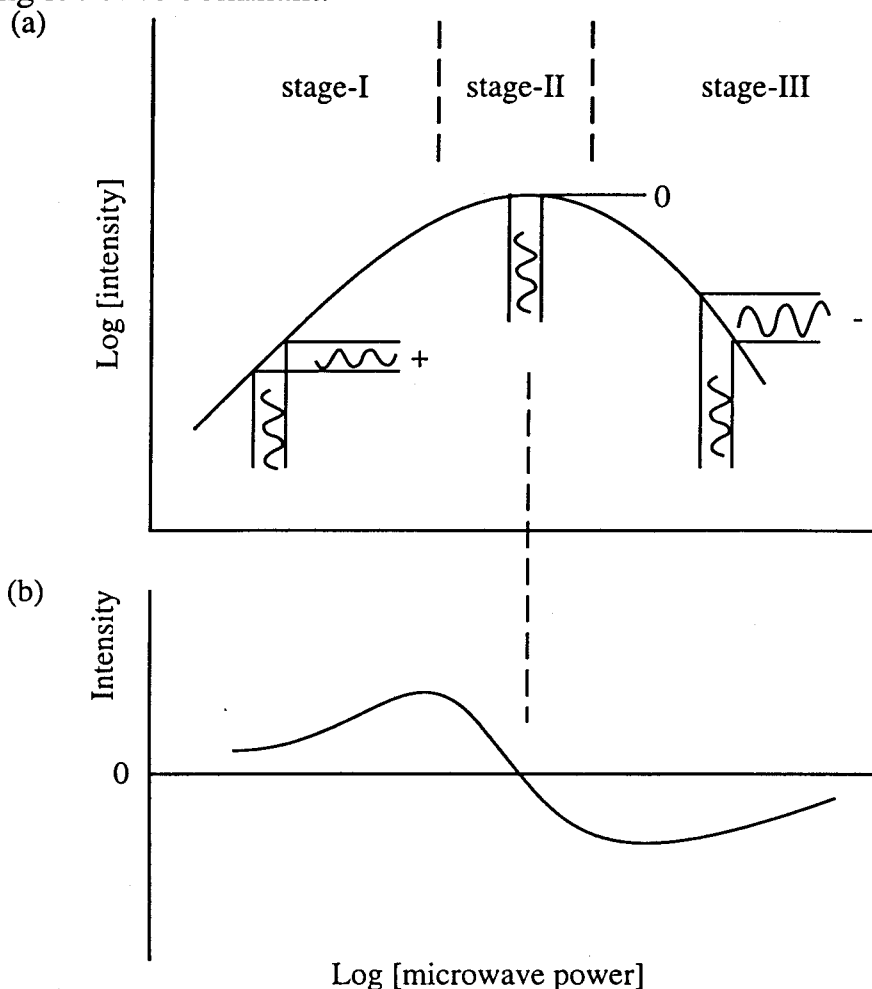 (a)
stage-I stage-II stage-III
0
Log [intensity]
+
-
(b)
Intensity
0
Log [microwave power]